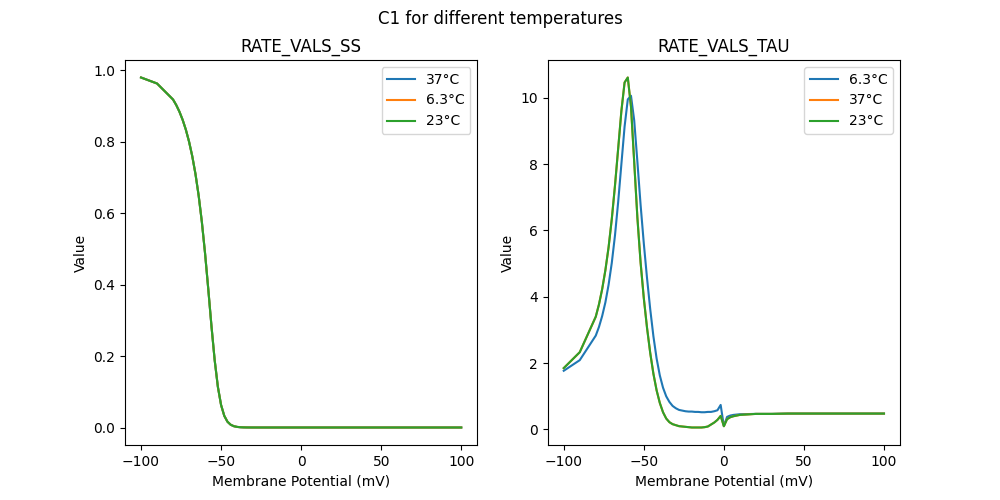 C1 for different temperatures
RATE_VALS_SS
1.0
0.8
0.6
0.4
0.2
0.0
−100
−50
0
50
100
Value
Membrane Potential (mV)
37°C
6.3°C
23°C
RATE_VALS_TAU
10
8
6
4
2
0
−100
−50
0
50
100
Value
Membrane Potential (mV)
6.3°C
37°C
23°C